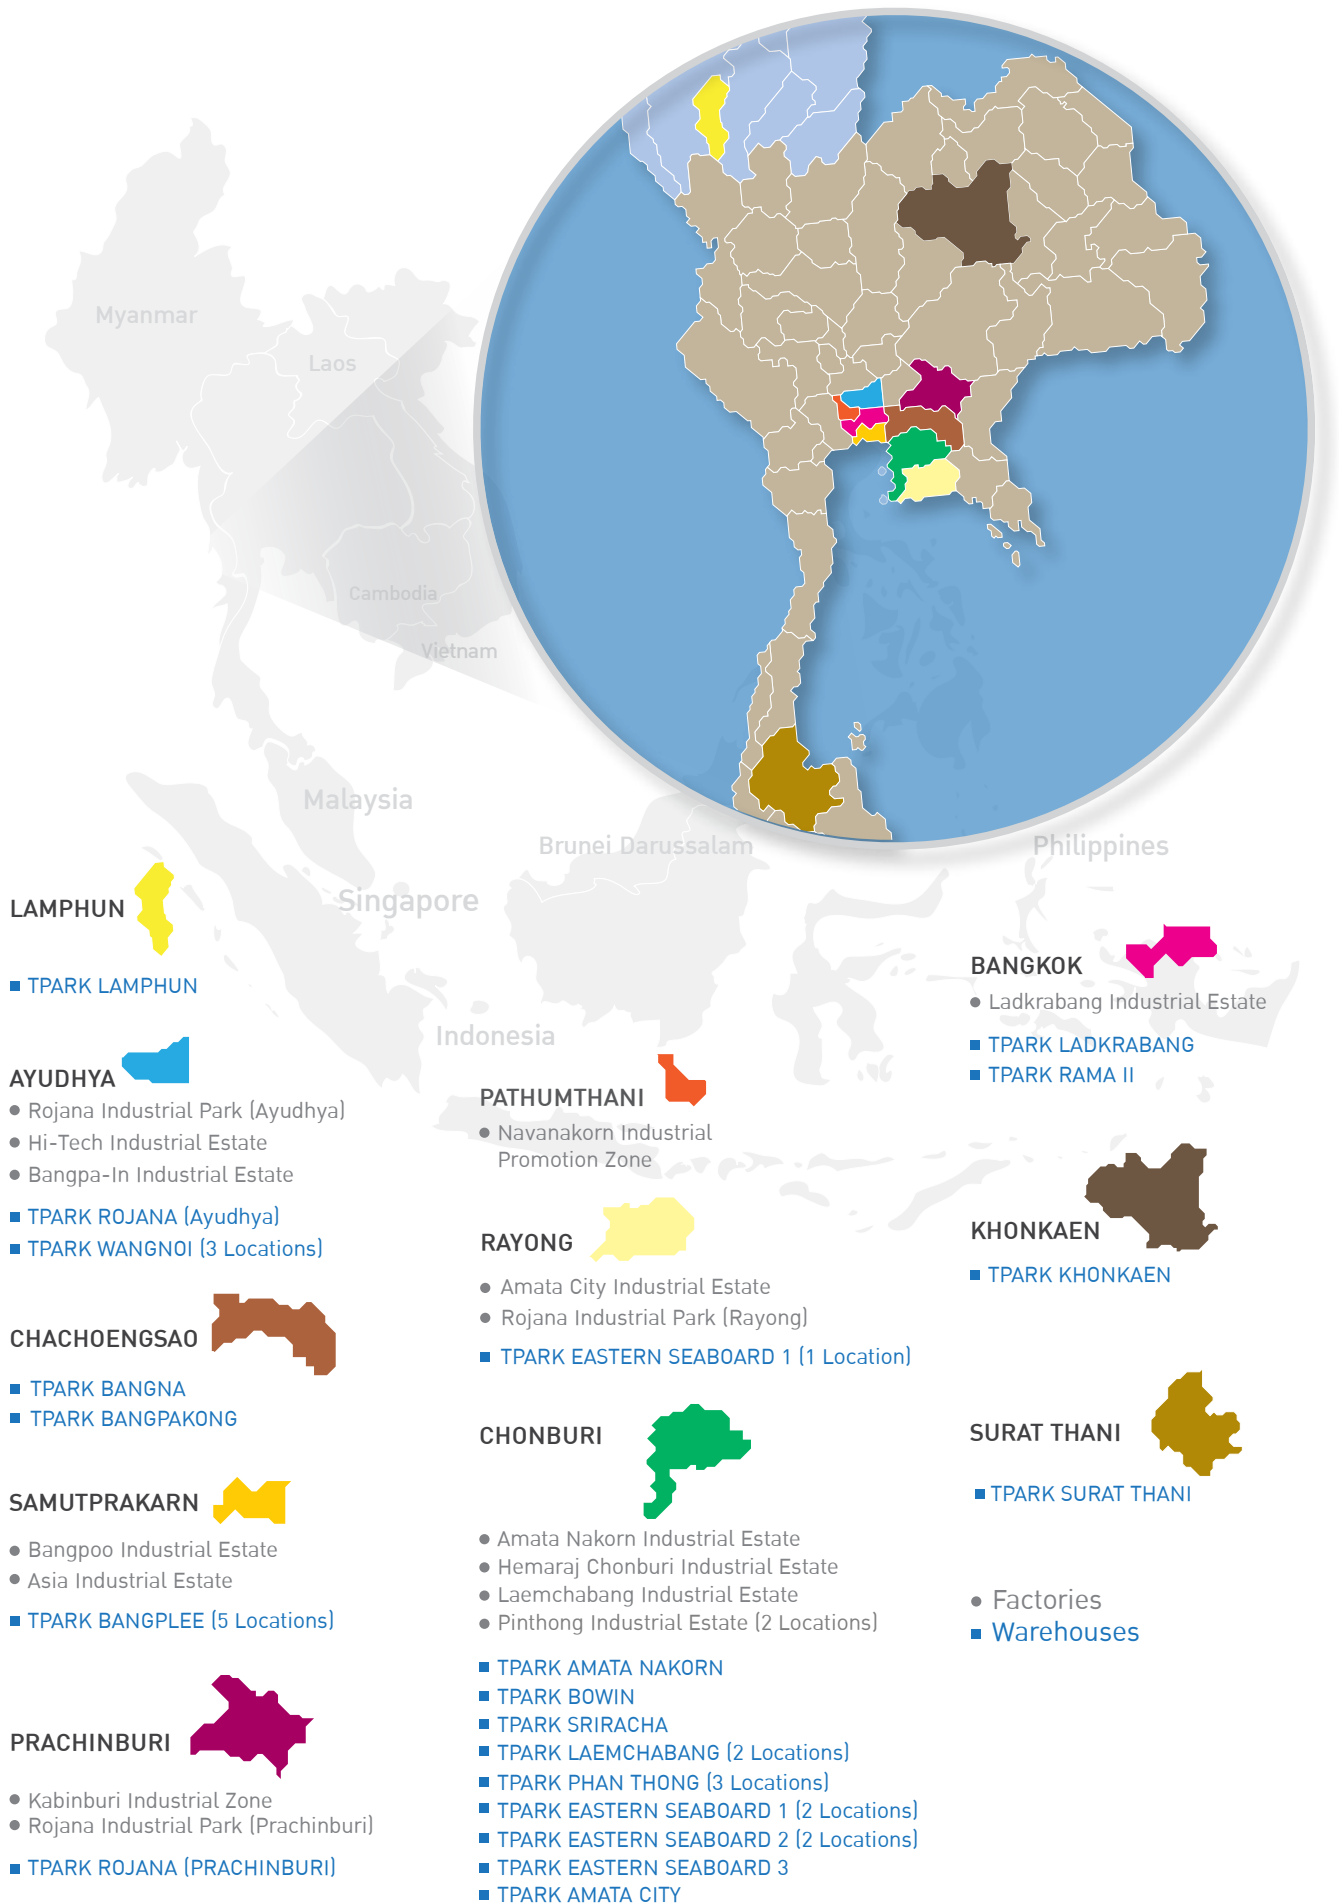 Myanmar
Laos
Cambodia
Vietnam
Malaysia
Brunei Darussalam
Philippines
Singapore
Indonesia
LAMPHUN
TPARK LAMPHUN
AYUDHYA
Rojana Industrial Park (Ayudhya)
Hi-Tech Industrial Estate
Bangpa-In Industrial Estate
TPARK ROJANA (Ayudhya)
TPARK WANGNOI (3 Locations)
CHACHOENGSAO
TPARK BANGNA
TPARK BANGPAKONG
SAMUTPRAKARN
Bangpoo Industrial Estate
Asia Industrial Estate
TPARK BANGPLEE (5 Locations)
PRACHINBURI
Kabinburi Industrial Zone
Rojana Industrial Park (Prachinburi)
TPARK ROJANA (PRACHINBURI)
PATHUMTHANI
Navanakorn Industrial
Promotion Zone
RAYONG
Amata City Industrial Estate
Rojana Industrial Park (Rayong)
TPARK EASTERN SEABOARD 1 (1 Location)
CHONBURI
Amata Nakorn Industrial Estate
Hemaraj Chonburi Industrial Estate
Laemchabang Industrial Estate
Pinthong Industrial Estate (2 Locations)
TPARK AMATA NAKORN
TPARK BOWIN
TPARK SRIRACHA
TPARK LAEMCHABANG (2 Locations)
TPARK PHAN THONG (3 Locations)
TPARK EASTERN SEABOARD 1 (2 Locations)
TPARK EASTERN SEABOARD 2 (2 Locations)
TPARK EASTERN SEABOARD 3
TPARK AMATA CITY
BANGKOK
Ladkrabang Industrial Estate
TPARK LADKRABANG
TPARK RAMA II
KHONKAEN
TPARK KHONKAEN
SURAT THANI
TPARK SURAT THANI
Factories
Warehouses